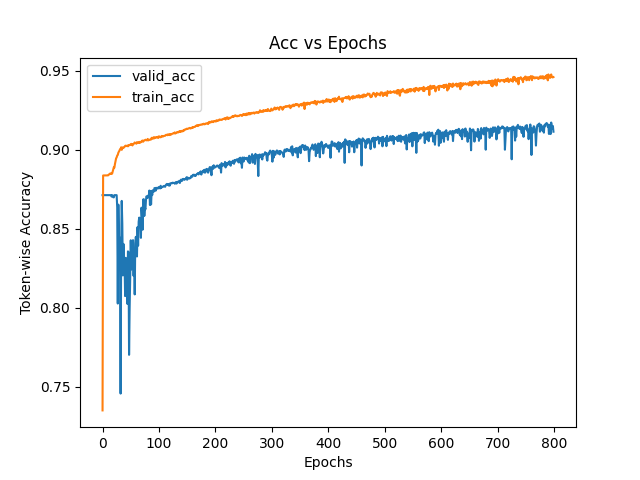 Acc vs Epochs
valid_acc
train_acc
Token-wise Accuracy
0.95
0.90
0.85
0.80
0.75
0 100 200 300 400 500 600 700 800
Epochs